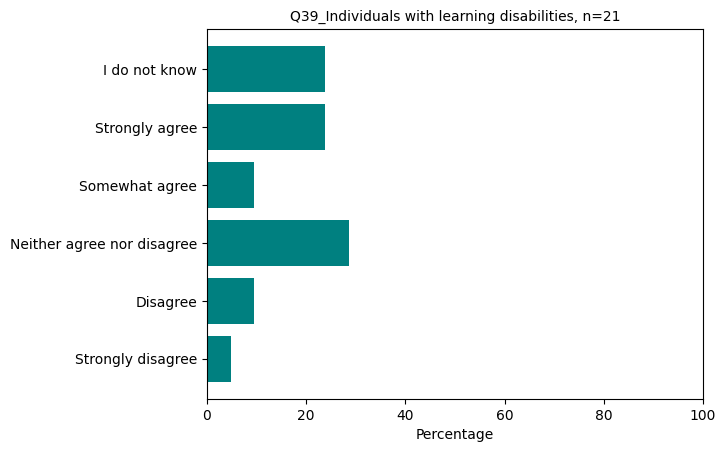 Q39_Individuals with learning disabilities, n=21
I do not know
Strongly agree
Somewhat agree
Neither agree nor disagree
Disagree
Strongly disagree
0 20 40 60 80 100
Percentage